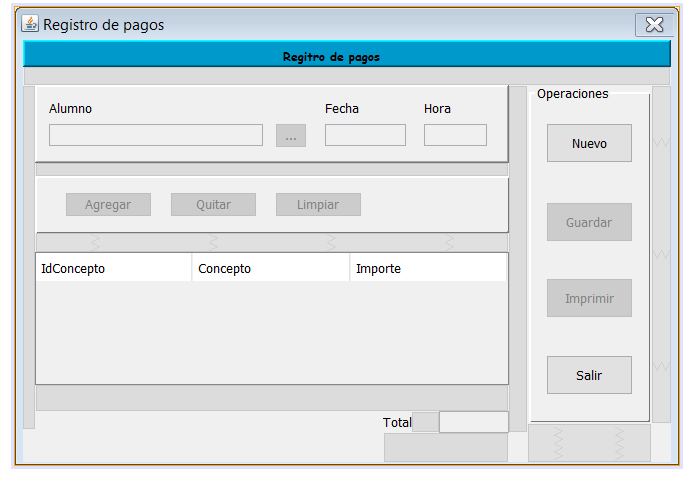 Registro de pagos
Regitro de pagos
Alumno Fecha Hora
...
Agregar Quitar Limpiar
IdConcepto Concepto Importe
Total
Operaciones
Nuevo
Guardar
Imprimir
Salir